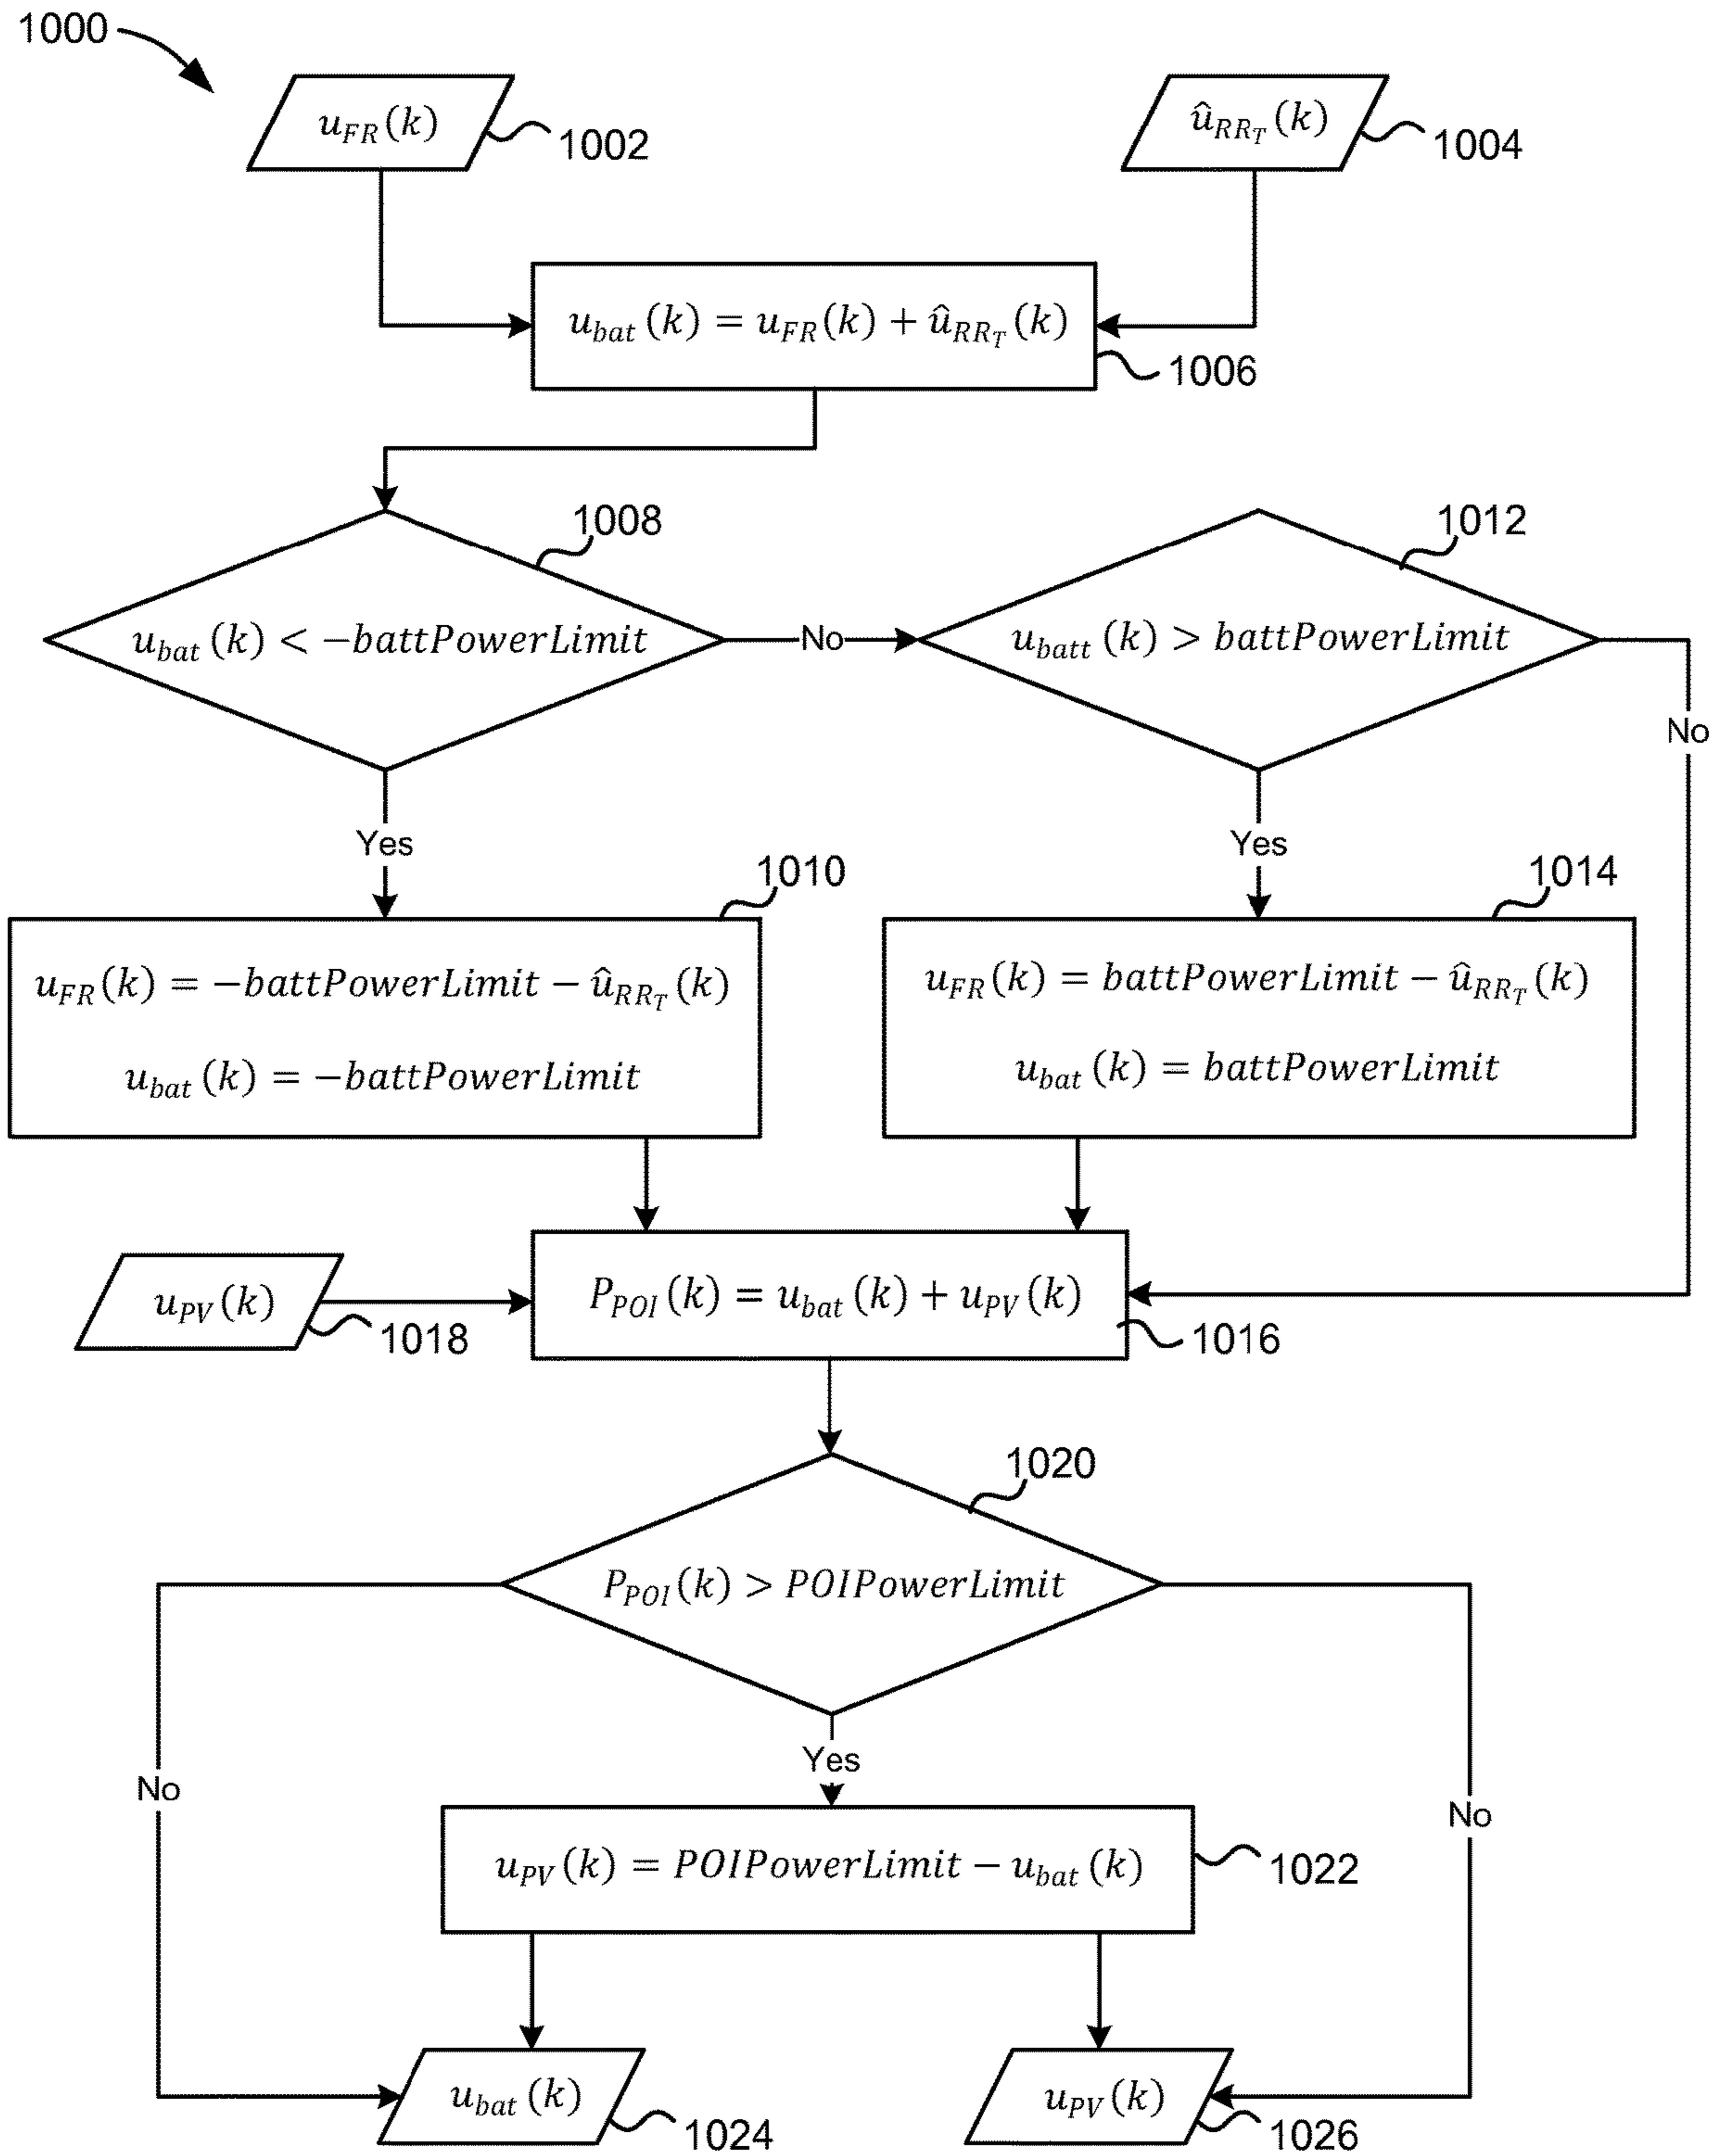 1000
u_FR(k)
1002
û_RR_T(k)
1004
u_bat(k) = u_FR(k) + û_RR_T(k)
1006
1008
u_bat(k) < −battPowerLimit
No
1012
u_batt(k) > battPowerLimit
No
Yes
Yes
1010
u_FR(k) = −battPowerLimit − û_RR_T(k)
u_bat(k) = −battPowerLimit
1014
u_FR(k) = battPowerLimit − û_RR_T(k)
u_bat(k) = battPowerLimit
u_PV(k)
1018
P_POI(k) = u_bat(k) + u_PV(k)
1016
1020
P_POI(k) > POIPowerLimit
No
Yes
No
u_PV(k) = POIPowerLimit − u_bat(k)
1022
u_bat(k)
1024
u_PV(k)
1026